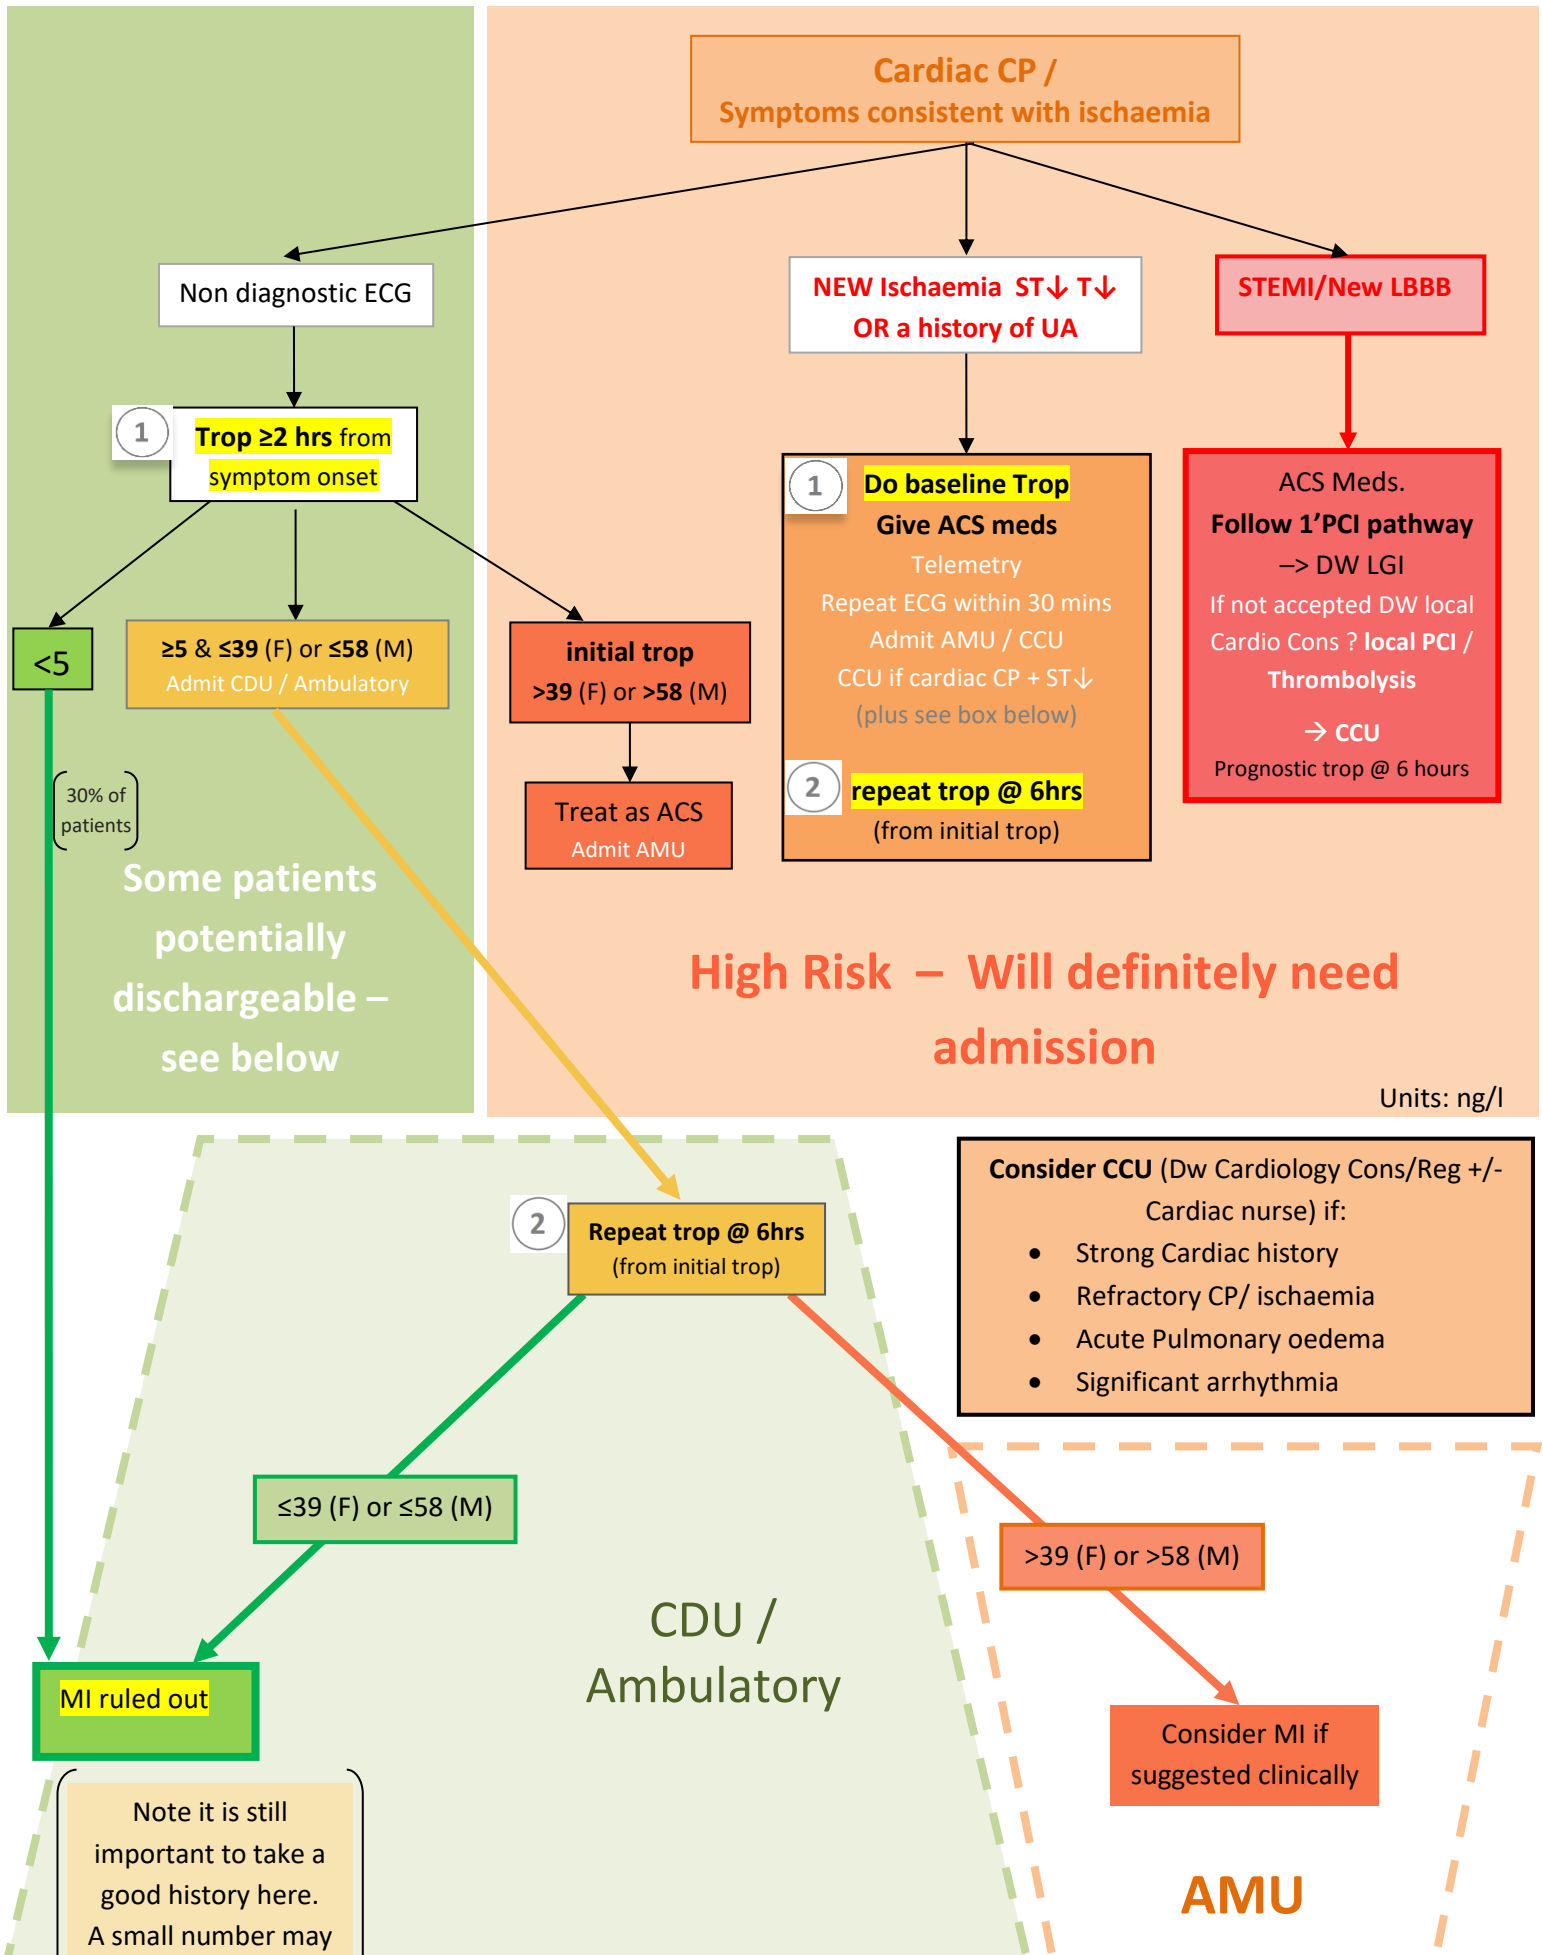 Cardiac CP /
Symptoms consistent with ischaemia
Non diagnostic ECG
NEW Ischaemia ST↓ T↓
OR a history of UA
STEMI/New LBBB
1
Trop ≥2 hrs from
symptom onset
<5
≥5 & ≤39 (F) or ≤58 (M)
Admit CDU / Ambulatory
initial trop
>39 (F) or >58 (M)
Treat as ACS
Admit AMU
1
Do baseline Trop
Give ACS meds
Telemetry
Repeat ECG within 30 mins
Admit AMU / CCU
CCU if cardiac CP + ST↓
(plus see box below)
2
repeat trop @ 6hrs
(from initial trop)
ACS Meds.
Follow 1’PCI pathway
–> DW LGI
If not accepted DW local
Cardio Cons ? local PCI /
Thrombolysis
→ CCU
Prognostic trop @ 6 hours
30% of
patients
Some patients
potentially
dischargeable –
see below
High Risk – Will definitely need
admission
Units: ng/l
2
Repeat trop @ 6hrs
(from initial trop)
Consider CCU (Dw Cardiology Cons/Reg +/-
Cardiac nurse) if:
• Strong Cardiac history
• Refractory CP/ ischaemia
• Acute Pulmonary oedema
• Significant arrhythmia
≤39 (F) or ≤58 (M)
>39 (F) or >58 (M)
CDU /
Ambulatory
MI ruled out
Consider MI if
suggested clinically
Note it is still
important to take a
good history here.
A small number may
AMU